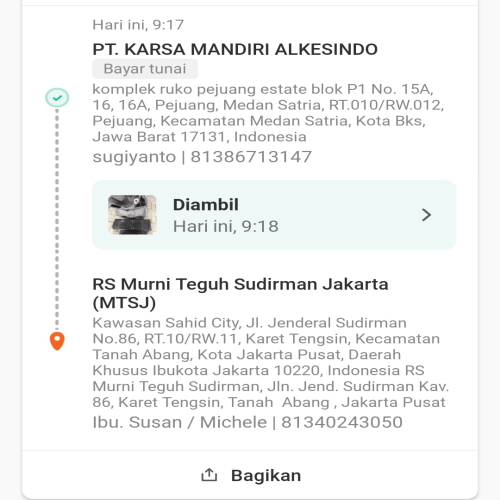 Hari ini, 9:17
PT. KARSA MANDIRI ALKESINDO
Bayar tunai
komplek ruko pejuang estate blok P1 No. 15A,
16, 16A, Pejuang, Medan Satria, RT.010/RW.012,
Pejuang, Kecamatan Medan Satria, Kota Bks,
Jawa Barat 17131, Indonesia
sugiyanto | 81386713147
Diambil
Hari ini, 9:18
RS Murni Teguh Sudirman Jakarta
(MTSJ)
Kawasan Sahid City, Jl. Jenderal Sudirman
No.86, RT.10/RW.11, Karet Tengsin, Kecamatan
Tanah Abang, Kota Jakarta Pusat, Daerah
Khusus Ibukota Jakarta 10220, Indonesia RS
Murni Teguh Sudirman, Jln. Jend. Sudirman Kav.
86, Karet Tengsin, Tanah  Abang , Jakarta Pusat
Ibu. Susan / Michele | 81340243050
Bagikan